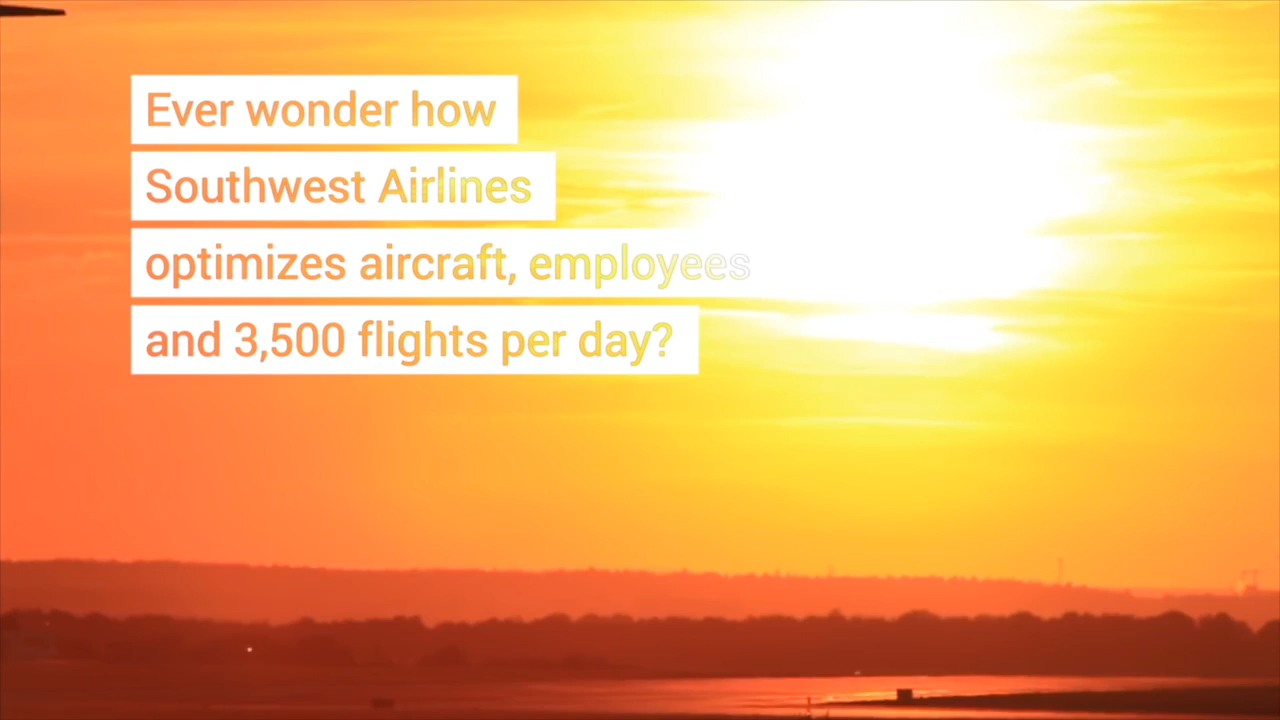 Ever wonder how
Southwest Airlines
optimizes aircraft, employees
and 3,500 flights per day?